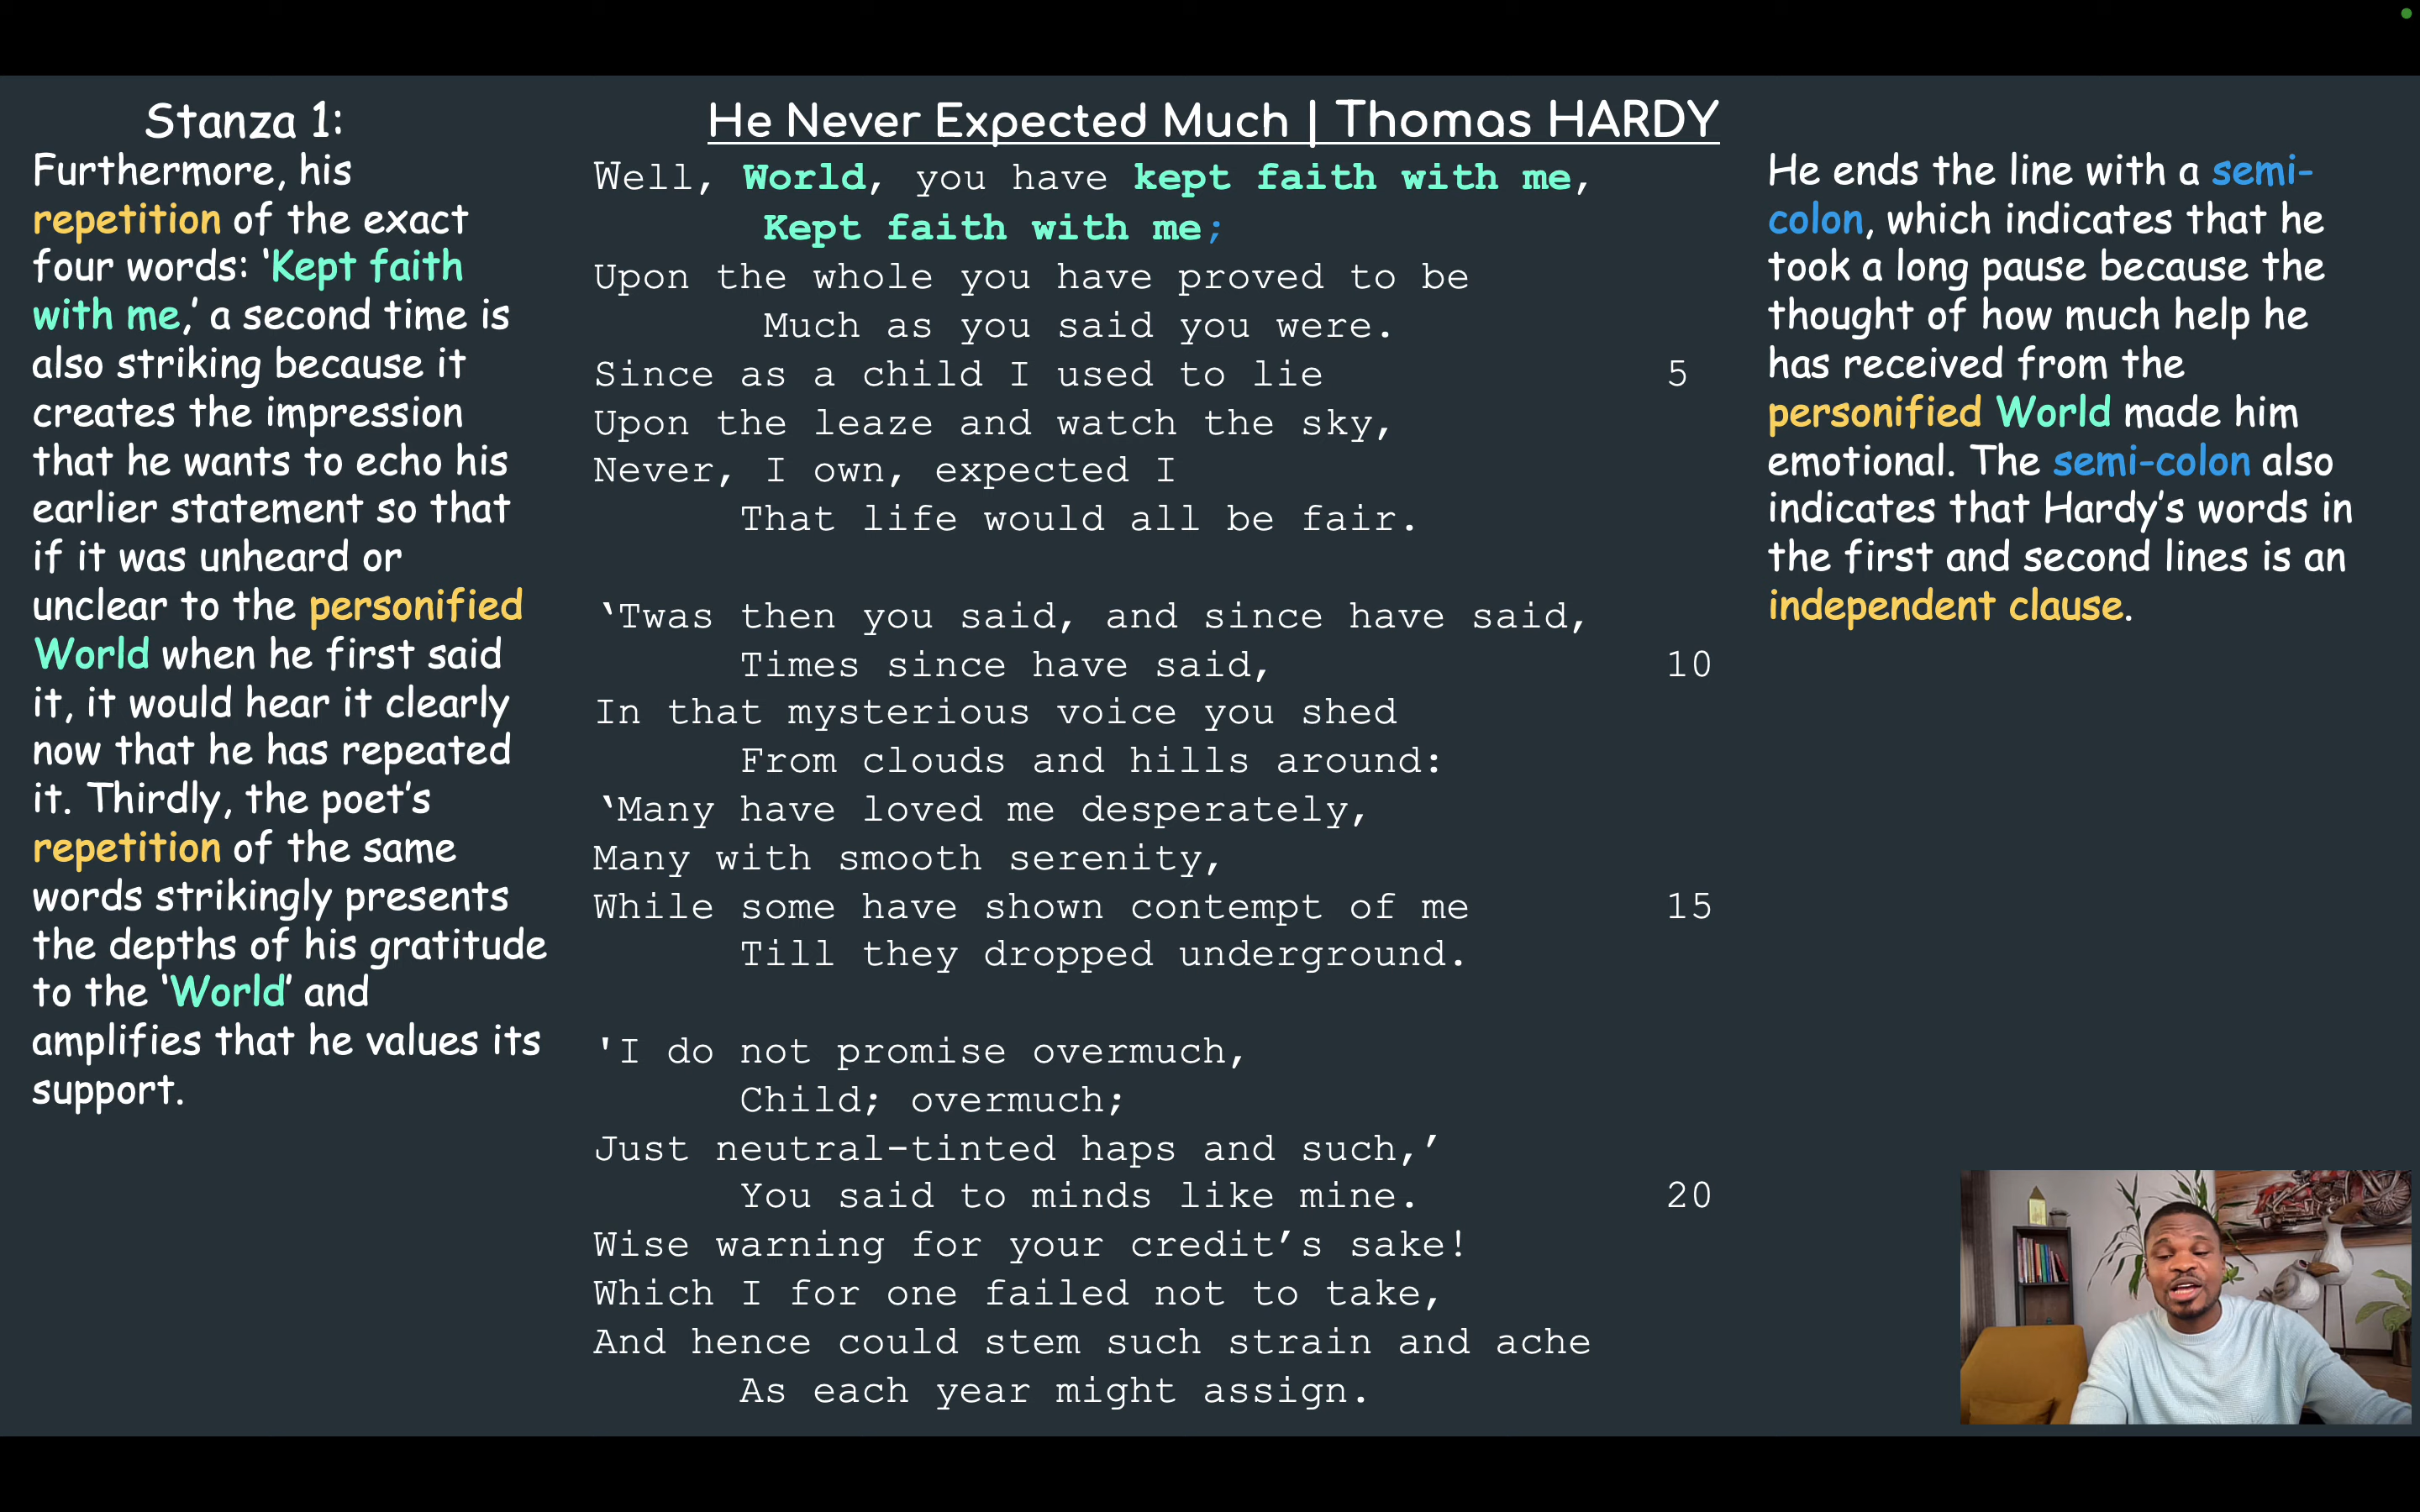 Stanza 1:
Furthermore, his
repetition of the exact
four words: ‘Kept faith
with me,’ a second time is
also striking because it
creates the impression
that he wants to echo his
earlier statement so that
if it was unheard or
unclear to the personified
World when he first said
it, it would hear it clearly
now that he has repeated
it. Thirdly, the poet’s
repetition of the same
words strikingly presents
the depths of his gratitude
to the ‘World’ and
amplifies that he values its
support.
He Never Expected Much | Thomas HARDY
Well, World, you have kept faith with me,
Kept faith with me;
Upon the whole you have proved to be
Much as you said you were.
Since as a child I used to lie 5
Upon the leaze and watch the sky,
Never, I own, expected I
That life would all be fair.
‘Twas then you said, and since have said,
Times since have said, 10
In that mysterious voice you shed
From clouds and hills around:
‘Many have loved me desperately,
Many with smooth serenity,
While some have shown contempt of me 15
Till they dropped underground.
'I do not promise overmuch,
Child; overmuch;
Just neutral-tinted haps and such,’
You said to minds like mine. 20
Wise warning for your credit’s sake!
Which I for one failed not to take,
And hence could stem such strain and ache
As each year might assign.
He ends the line with a semi-
colon, which indicates that he
took a long pause because the
thought of how much help he
has received from the
personified World made him
emotional. The semi-colon also
indicates that Hardy’s words in
the first and second lines is an
independent clause.